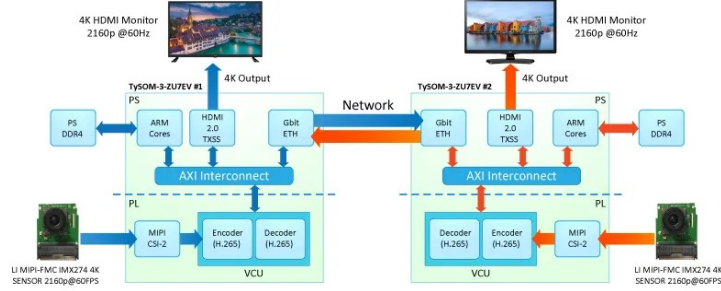 4K HDMI Monitor
2160p @60Hz
4K Output
TySOM-3-ZU7EV #1
PS
PS
DDR4
ARM
Cores
HDMI
2.0
TXSS
Gbit
ETH
AXI Interconnect
PL
MIPI
CSI-2
Encoder
(H.265)
Decoder
(H.265)
VCU
LI MIPI-FMC IMX274 4K
SENSOR 2160p@60FPS
Network
4K HDMI Monitor
2160p @60Hz
4K Output
TySOM-3-ZU7EV #2
PS
Gbit
ETH
HDMI
2.0
TXSS
ARM
Cores
PS
DDR4
AXI Interconnect
PL
Decoder
(H.265)
Encoder
(H.265)
MIPI
CSI-2
VCU
LI MIPI-FMC IMX274 4K
SENSOR 2160p@60FPS